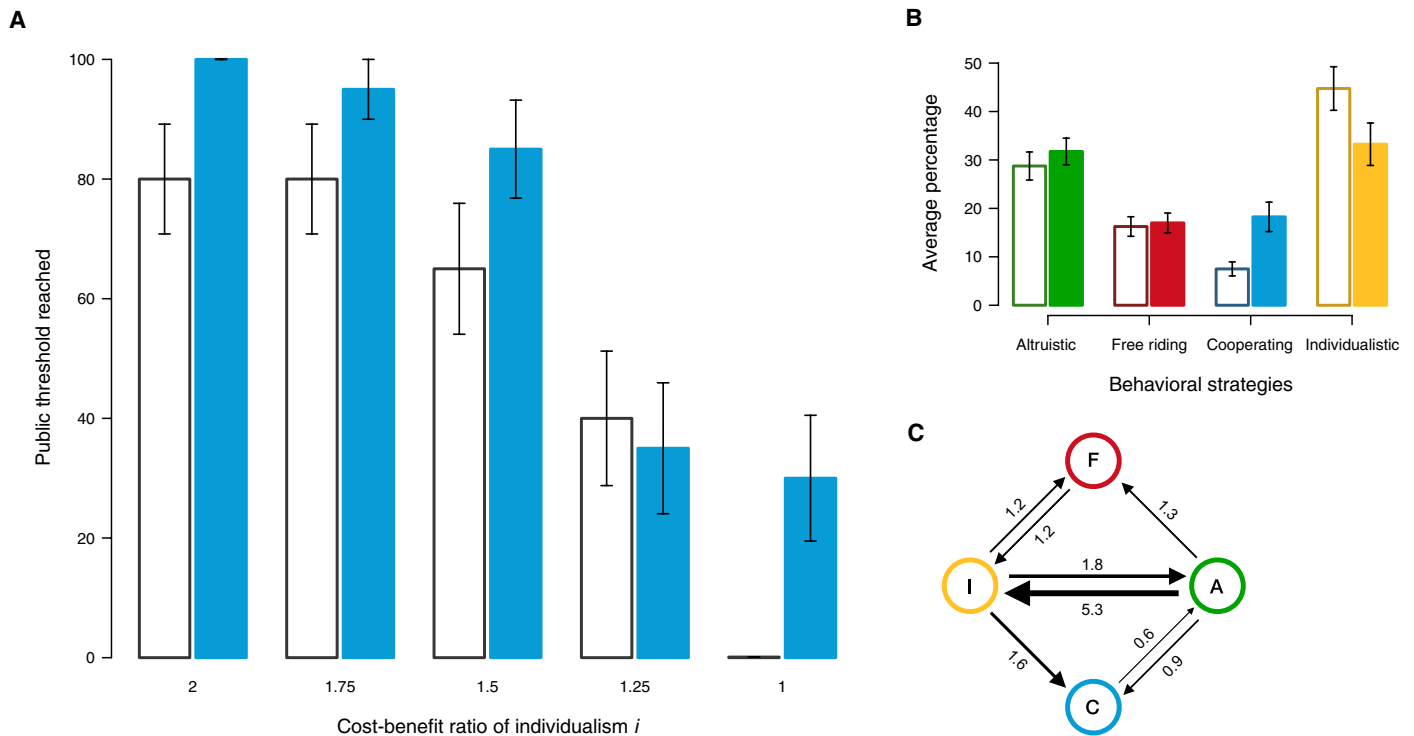 A
Public threshold reached
100
80
60
40
20
0
2 1.75 1.5 1.25 1
Cost-benefit ratio of individualism i
B
Average percentage
50
40
30
20
10
0
Altruistic Free riding Cooperating Individualistic
Behavioral strategies
C
F
1.2
1.2
1.3
I
1.8
5.3
A
1.6
0.6
0.9
C